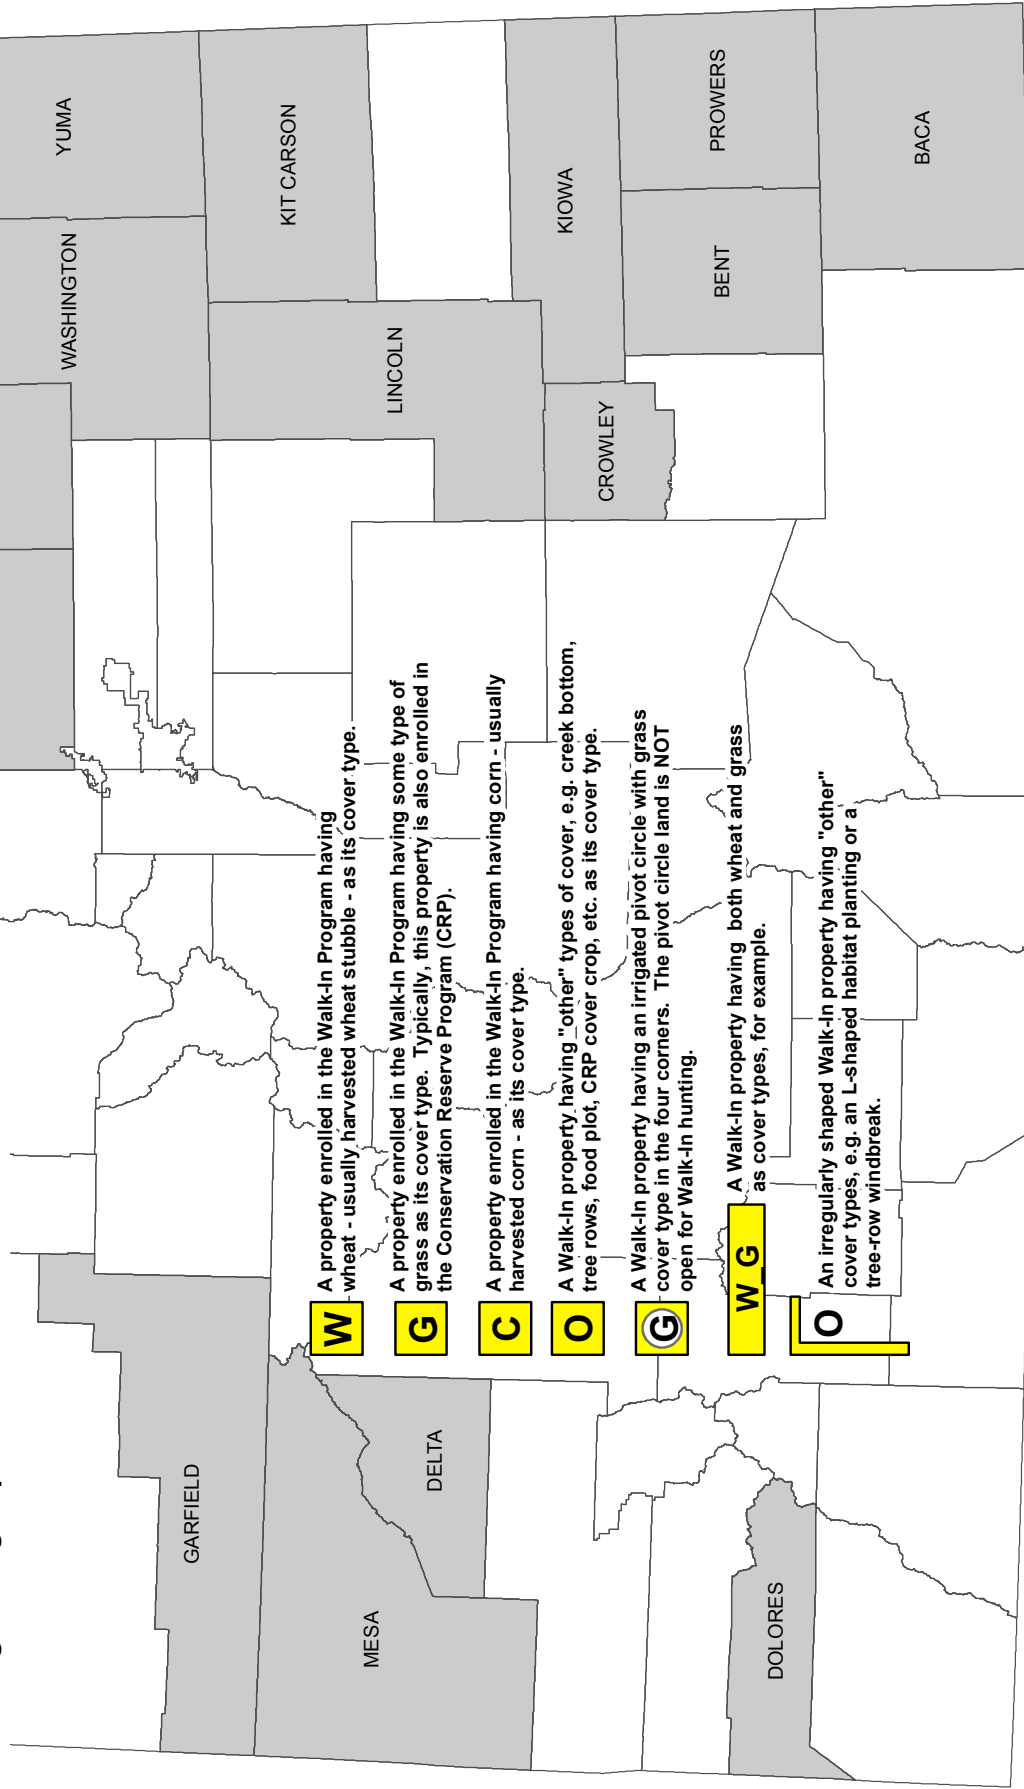 YUMA
WASHINGTON
KIT CARSON
LINCOLN
KIOWA
CROWLEY
PROWERS
BENT
BACA
GARFIELD
MESA
DELTA
DOLORES
W
A property enrolled in the Walk-In Program having
wheat - usually harvested wheat stubble - as its cover type.
G
A property enrolled in the Walk-In Program having some type of
grass as its cover type. Typically, this property is also enrolled in
the Conservation Reserve Program (CRP).
C
A property enrolled in the Walk-In Program having corn - usually
harvested corn - as its cover type.
O
A Walk-In property having "other" types of cover, e.g. creek bottom,
tree rows, food plot, CRP cover crop, etc. as its cover type.
G
A Walk-In property having an irrigated pivot circle with grass
cover type in the four corners. The pivot circle land is NOT
open for Walk-In hunting.
W_G
A Walk-In property having both wheat and grass
as cover types, for example.
O
An irregularly shaped Walk-In property having "other"
cover types, e.g. an L-shaped habitat planting or a
tree-row windbreak.